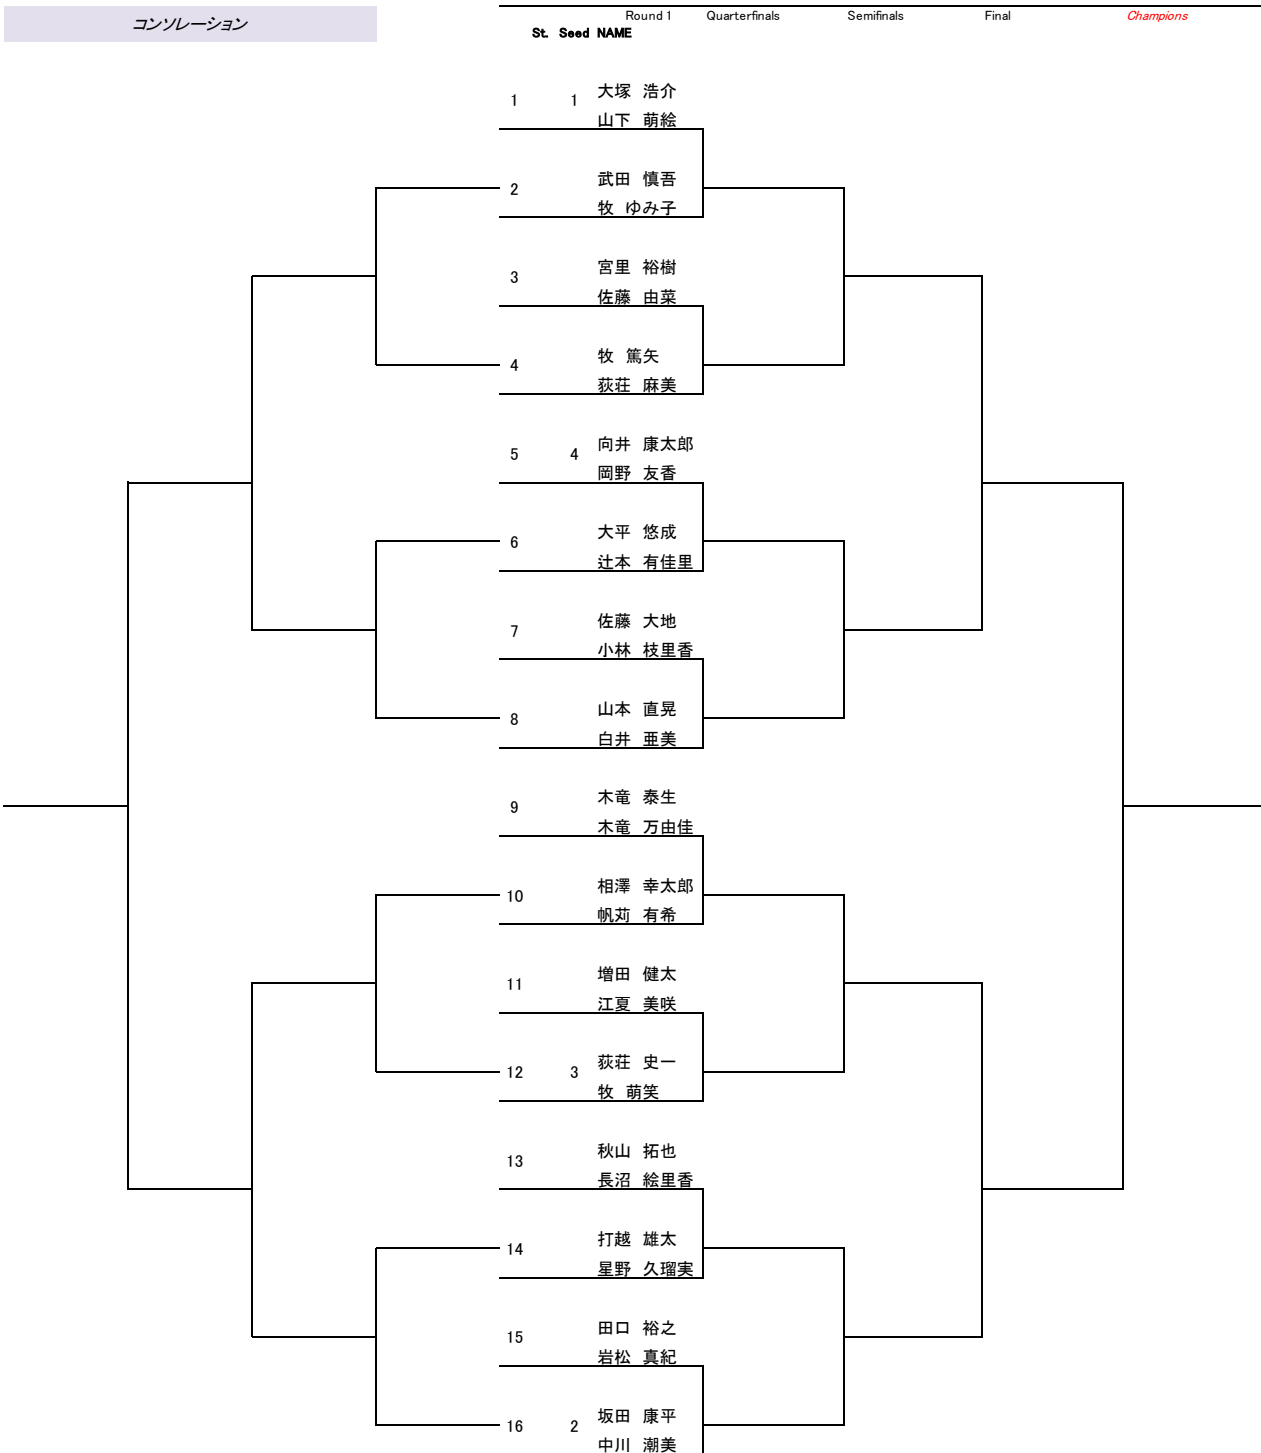 コンソレーション
Round 1 Quarterfinals Semifinals Final Champions
St. Seed NAME
1 1 大塚 浩介
山下 萌絵
2 武田 慎吾
牧 ゆみ子
3 宮里 裕樹
佐藤 由菜
4 牧 篤矢
荻荘 麻美
5 4 向井 康太郎
岡野 友香
6 大平 悠成
辻本 有佳里
7 佐藤 大地
小林 枝里香
8 山本 直晃
白井 亜美
9 木竜 泰生
木竜 万由佳
10 相澤 幸太郎
帆苅 有希
11 増田 健太
江夏 美咲
12 3 荻荘 史一
牧 萌笑
13 秋山 拓也
長沼 絵里香
14 打越 雄太
星野 久瑠実
15 田口 裕之
岩松 真紀
16 2 坂田 康平
中川 潮美